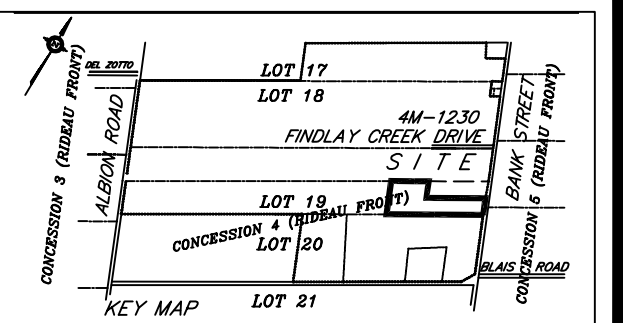 DEL ZOTTO
LOT 17
LOT 18
4M-1230
FINDLAY CREEK DRIVE
SITE
ALBION ROAD
CONCESSION 3 (RIDEAU FRONT)
BANK STREET
CONCESSION 5 (RIDEAU FRONT)
LOT 19
CONCESSION 4 (RIDEAU FRONT)
LOT 20
BLAIS ROAD
KEY MAP
LOT 21